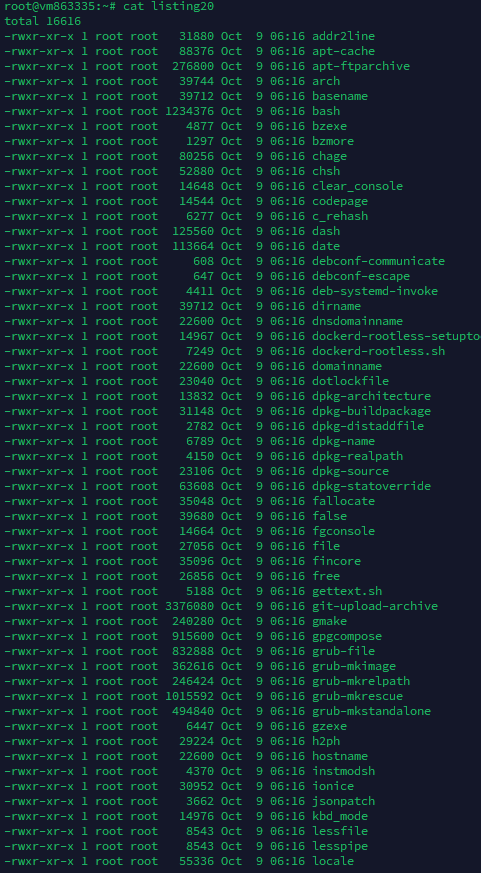 root@vm863335:~# cat listing20
total 16616
-rwxr-xr-x 1 root root   31880 Oct  9 06:16 addr2line
-rwxr-xr-x 1 root root   88376 Oct  9 06:16 apt-cache
-rwxr-xr-x 1 root root  276800 Oct  9 06:16 apt-ftparchive
-rwxr-xr-x 1 root root   39744 Oct  9 06:16 arch
-rwxr-xr-x 1 root root   39712 Oct  9 06:16 basename
-rwxr-xr-x 1 root root 1234376 Oct  9 06:16 bash
-rwxr-xr-x 1 root root    4877 Oct  9 06:16 bzexe
-rwxr-xr-x 1 root root    1297 Oct  9 06:16 bzmore
-rwxr-xr-x 1 root root   80256 Oct  9 06:16 chage
-rwxr-xr-x 1 root root   52880 Oct  9 06:16 chsh
-rwxr-xr-x 1 root root   14648 Oct  9 06:16 clear_console
-rwxr-xr-x 1 root root   14544 Oct  9 06:16 codepage
-rwxr-xr-x 1 root root    6277 Oct  9 06:16 c_rehash
-rwxr-xr-x 1 root root  125560 Oct  9 06:16 dash
-rwxr-xr-x 1 root root  113664 Oct  9 06:16 date
-rwxr-xr-x 1 root root     608 Oct  9 06:16 debconf-communicate
-rwxr-xr-x 1 root root     647 Oct  9 06:16 debconf-escape
-rwxr-xr-x 1 root root    4411 Oct  9 06:16 deb-systemd-invoke
-rwxr-xr-x 1 root root   39712 Oct  9 06:16 dirname
-rwxr-xr-x 1 root root   22600 Oct  9 06:16 dnsdomainname
-rwxr-xr-x 1 root root   14967 Oct  9 06:16 dockerd-rootless-setupto
-rwxr-xr-x 1 root root    7249 Oct  9 06:16 dockerd-rootless.sh
-rwxr-xr-x 1 root root   22600 Oct  9 06:16 domainname
-rwxr-xr-x 1 root root   23040 Oct  9 06:16 dotlockfile
-rwxr-xr-x 1 root root   13832 Oct  9 06:16 dpkg-architecture
-rwxr-xr-x 1 root root   31148 Oct  9 06:16 dpkg-buildpackage
-rwxr-xr-x 1 root root    2782 Oct  9 06:16 dpkg-distaddfile
-rwxr-xr-x 1 root root    6789 Oct  9 06:16 dpkg-name
-rwxr-xr-x 1 root root    4150 Oct  9 06:16 dpkg-realpath
-rwxr-xr-x 1 root root   23106 Oct  9 06:16 dpkg-source
-rwxr-xr-x 1 root root   63608 Oct  9 06:16 dpkg-statoverride
-rwxr-xr-x 1 root root   35048 Oct  9 06:16 fallocate
-rwxr-xr-x 1 root root   39680 Oct  9 06:16 false
-rwxr-xr-x 1 root root   14664 Oct  9 06:16 fgconsole
-rwxr-xr-x 1 root root   27056 Oct  9 06:16 file
-rwxr-xr-x 1 root root   35096 Oct  9 06:16 fincore
-rwxr-xr-x 1 root root   26856 Oct  9 06:16 free
-rwxr-xr-x 1 root root    5188 Oct  9 06:16 gettext.sh
-rwxr-xr-x 1 root root 3376080 Oct  9 06:16 git-upload-archive
-rwxr-xr-x 1 root root  240280 Oct  9 06:16 gmake
-rwxr-xr-x 1 root root  915600 Oct  9 06:16 gpgcompose
-rwxr-xr-x 1 root root  832888 Oct  9 06:16 grub-file
-rwxr-xr-x 1 root root  362616 Oct  9 06:16 grub-mkimage
-rwxr-xr-x 1 root root  246424 Oct  9 06:16 grub-mkrelpath
-rwxr-xr-x 1 root root 1015592 Oct  9 06:16 grub-mkrescue
-rwxr-xr-x 1 root root  494840 Oct  9 06:16 grub-mkstandalone
-rwxr-xr-x 1 root root    6447 Oct  9 06:16 gzexe
-rwxr-xr-x 1 root root   29224 Oct  9 06:16 h2ph
-rwxr-xr-x 1 root root   22600 Oct  9 06:16 hostname
-rwxr-xr-x 1 root root    4370 Oct  9 06:16 instmodsh
-rwxr-xr-x 1 root root   30952 Oct  9 06:16 ionice
-rwxr-xr-x 1 root root    3662 Oct  9 06:16 jsonpatch
-rwxr-xr-x 1 root root   14976 Oct  9 06:16 kbd_mode
-rwxr-xr-x 1 root root    8543 Oct  9 06:16 lessfile
-rwxr-xr-x 1 root root    8543 Oct  9 06:16 lesspipe
-rwxr-xr-x 1 root root   55336 Oct  9 06:16 locale